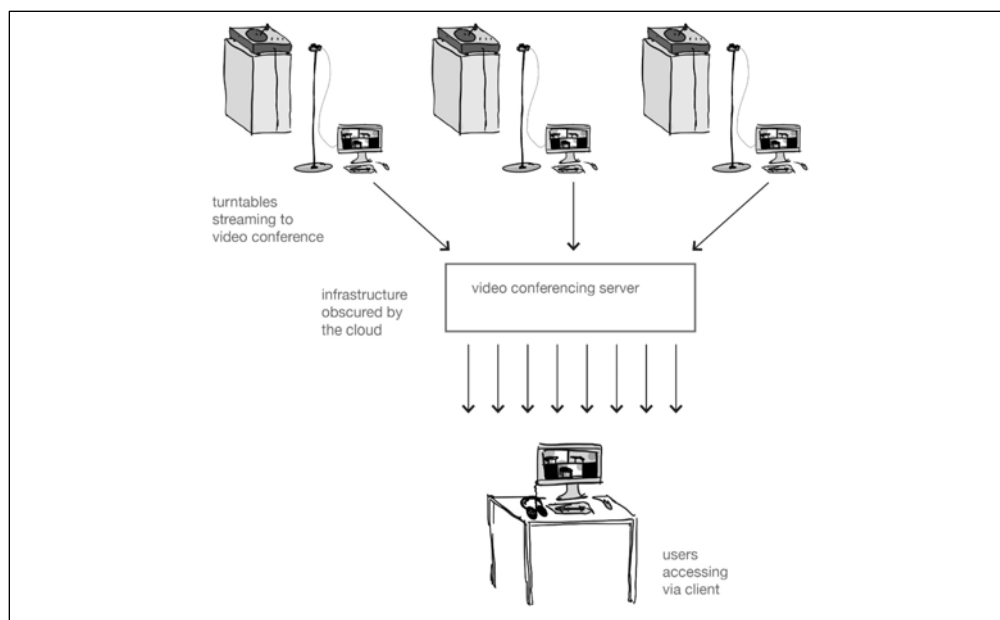 turntables
streaming to
video conference
infrastructure
obscured by
the cloud
video conferencing server
users
accessing
via client